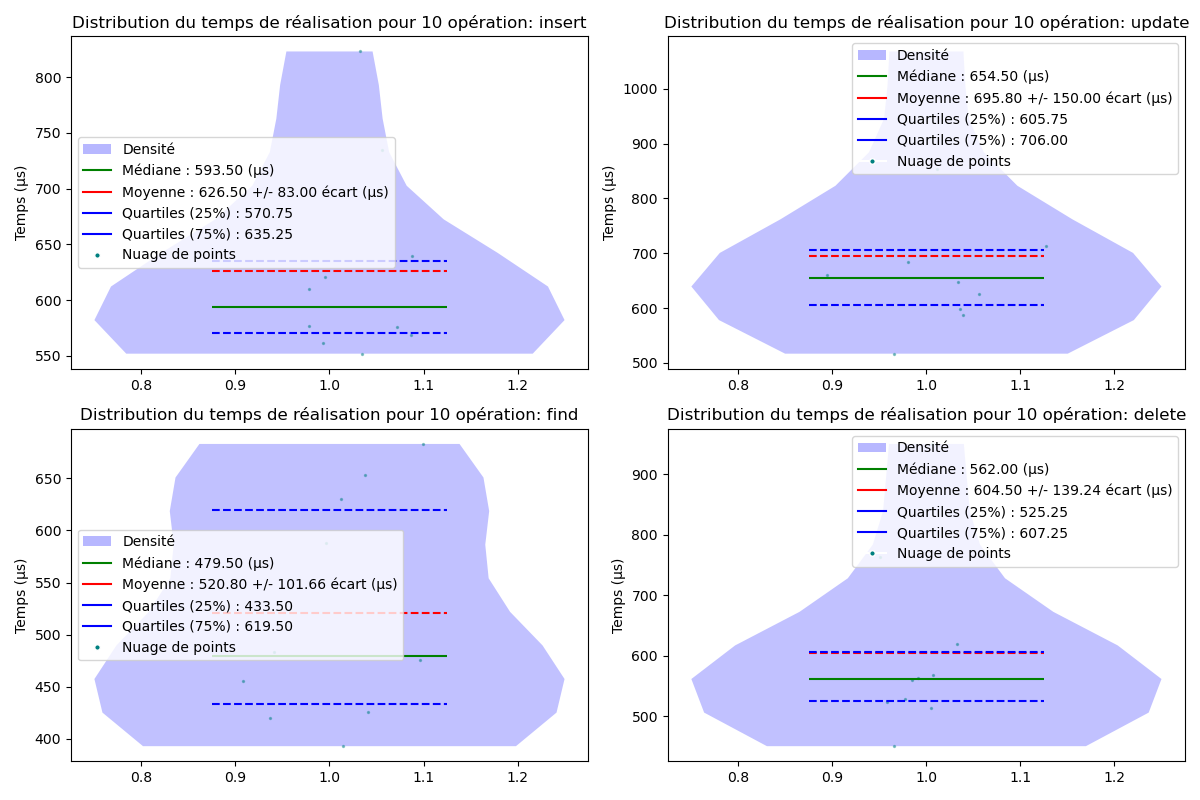 Distribution du temps de réalisation pour 10 opération: insert
Temps (µs)
800
750
700
650
600
550
Densité
Médiane : 593.50 (µs)
Moyenne : 626.50 +/- 83.00 écart (µs)
Quartiles (25%) : 570.75
Quartiles (75%) : 635.25
Nuage de points
0.8 0.9 1.0 1.1 1.2
Distribution du temps de réalisation pour 10 opération: update
Temps (µs)
1000
900
800
700
600
500
Densité
Médiane : 654.50 (µs)
Moyenne : 695.80 +/- 150.00 écart (µs)
Quartiles (25%) : 605.75
Quartiles (75%) : 706.00
Nuage de points
0.8 0.9 1.0 1.1 1.2
Distribution du temps de réalisation pour 10 opération: find
Temps (µs)
650
600
550
500
450
400
Densité
Médiane : 479.50 (µs)
Moyenne : 520.80 +/- 101.66 écart (µs)
Quartiles (25%) : 433.50
Quartiles (75%) : 619.50
Nuage de points
0.8 0.9 1.0 1.1 1.2
Distribution du temps de réalisation pour 10 opération: delete
Temps (µs)
900
800
700
600
500
Densité
Médiane : 562.00 (µs)
Moyenne : 604.50 +/- 139.24 écart (µs)
Quartiles (25%) : 525.25
Quartiles (75%) : 607.25
Nuage de points
0.8 0.9 1.0 1.1 1.2